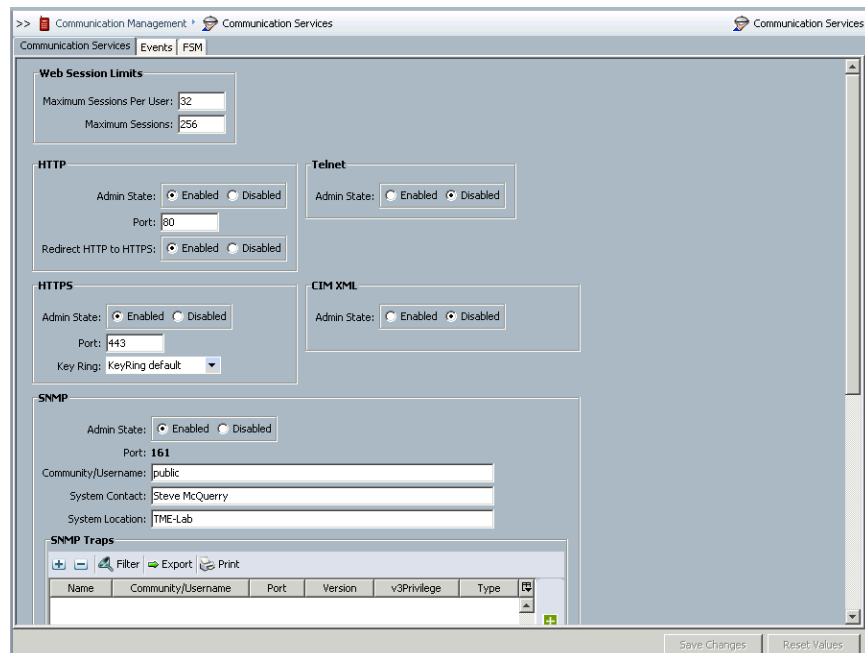 >> Communication Management Communication Services Communication Services
Communication Services Events FSM
Web Session Limits
Maximum Sessions Per User: 32
Maximum Sessions: 256
HTTP
Admin State: Enabled Disabled
Port: 80
Redirect HTTP to HTTPS: Enabled Disabled
Telnet
Admin State: Enabled Disabled
HTTPS
Admin State: Enabled Disabled
Port: 443
Key Ring: KeyRing default
CIM XML
Admin State: Enabled Disabled
SNMP
Admin State: Enabled Disabled
Port: 161
Community/Username: public
System Contact: Steve McQuerry
System Location: TME-Lab
SNMP Traps
Filter Export Print
Name Community/Username Port Version v3Privilege Type
Save Changes Reset Values